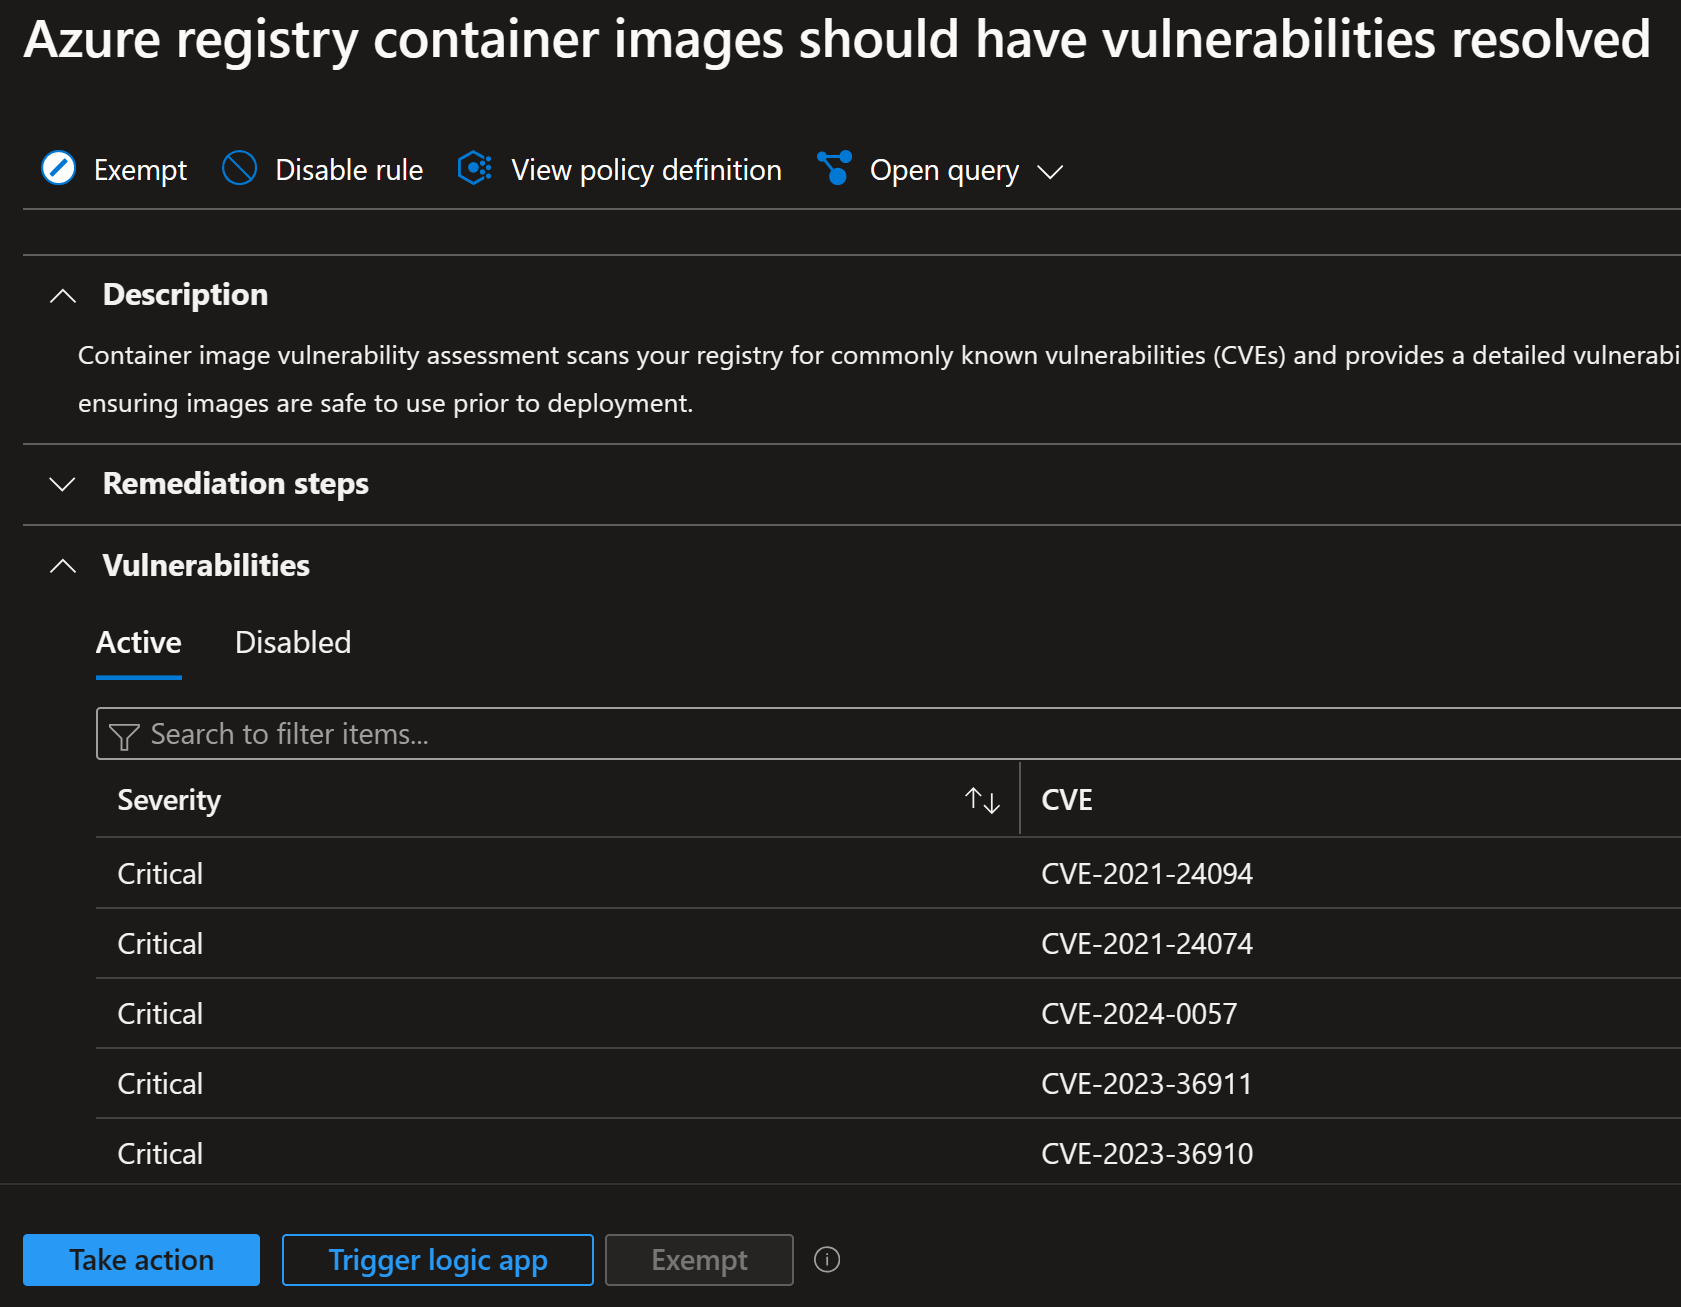 Azure registry container images should have vulnerabilities resolved
Exempt Disable rule View policy definition Open query
Description
Container image vulnerability assessment scans your registry for commonly known vulnerabilities (CVEs) and provides a detailed vulnerabi
ensuring images are safe to use prior to deployment.
Remediation steps
Vulnerabilities
Active Disabled
Search to filter items...
Severity CVE
Critical CVE-2021-24094
Critical CVE-2021-24074
Critical CVE-2024-0057
Critical CVE-2023-36911
Critical CVE-2023-36910
Take action Trigger logic app Exempt